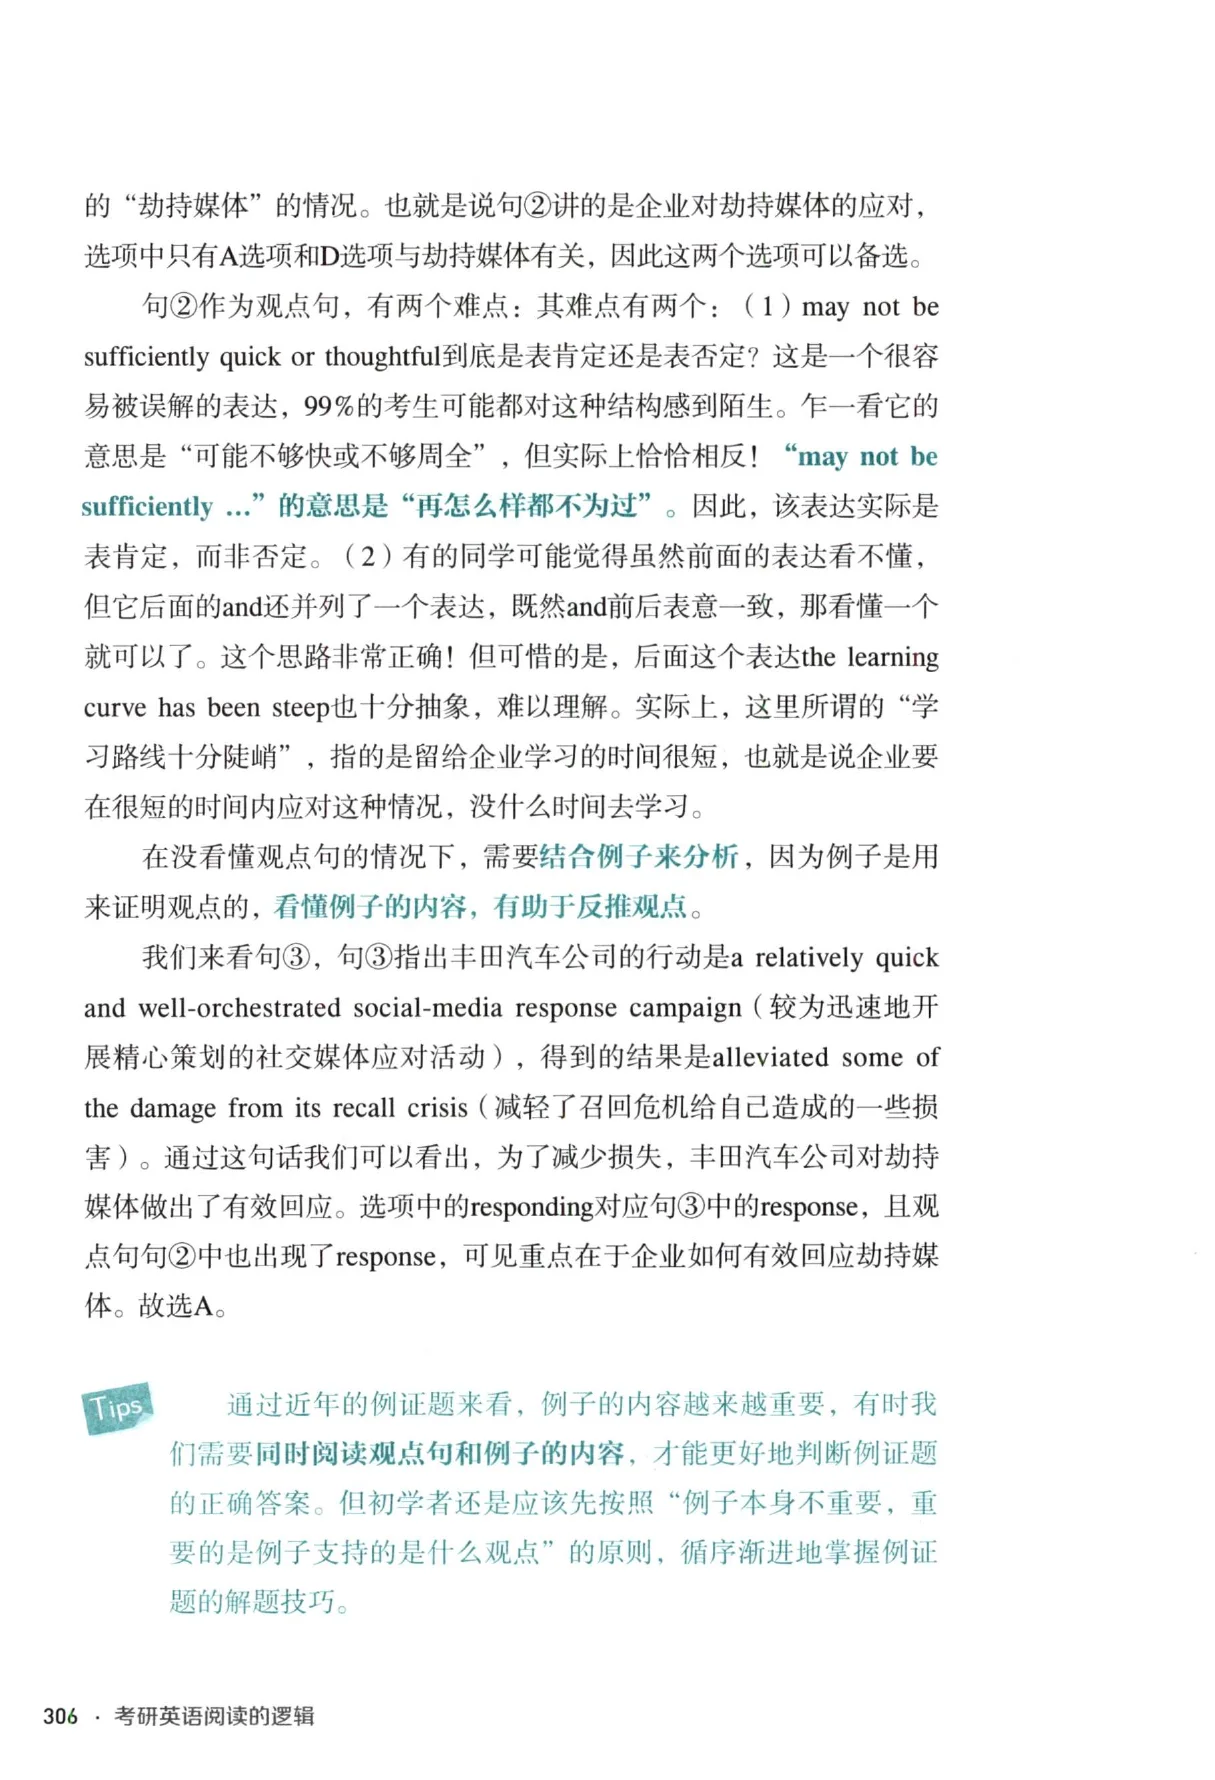 的“劫持媒体”的情况。也就是说句②讲的是企业对劫持媒体的应对，
选项中只有A选项和D选项与劫持媒体有关，因此这两个选项可以备选。
句②作为观点句，有两个难点：其难点有两个：（1）may not be
sufficiently quick or thoughtful到底是表肯定还是表否定？这是一个很容
易被误解的表达，99%的考生可能都对这种结构感到陌生。乍一看它的
意思是“可能不够快或不够周全”，但实际上恰恰相反！“may not be
sufficiently …”的意思是“再怎么样都不为过”。因此，该表达实际是
表肯定，而非否定。（2）有的同学可能觉得虽然前面的表达看不懂，
但它后面的and还并列了一个表达，既然and前后表意一致，那看懂一个
就可以了。这个思路非常正确！但可惜的是，后面这个表达the learning
curve has been steep也十分抽象，难以理解。实际上，这里所谓的“学
习路线十分陡峭”，指的是留给企业学习的时间很短，也就是说企业要
在很短的时间内应对这种情况，没什么时间去学习。
在没看懂观点句的情况下，需要结合例子来分析，因为例子是用
来证明观点的，看懂例子的内容，有助于反推观点。
我们来看句③，句③指出丰田汽车公司的行动是a relatively quick
and well-orchestrated social-media response campaign（较为迅速地开
展精心策划的社交媒体应对活动），得到的结果是alleviated some of
the damage from its recall crisis（减轻了召回危机给自己造成的一些损
害）。通过这句话我们可以看出，为了减少损失，丰田汽车公司对劫持
媒体做出了有效回应。选项中的responding对应句③中的response，且观
点句句②中也出现了response，可见重点在于企业如何有效回应劫持媒
体。故选A。
Tips
通过近年的例证题来看，例子的内容越来越重要，有时我
们需要同时阅读观点句和例子的内容，才能更好地判断例证题
的正确答案。但初学者还是应该先按照“例子本身不重要，重
要的是例子支持的是什么观点”的原则，循序渐进地掌握例证
题的解题技巧。
306 · 考研英语阅读的逻辑